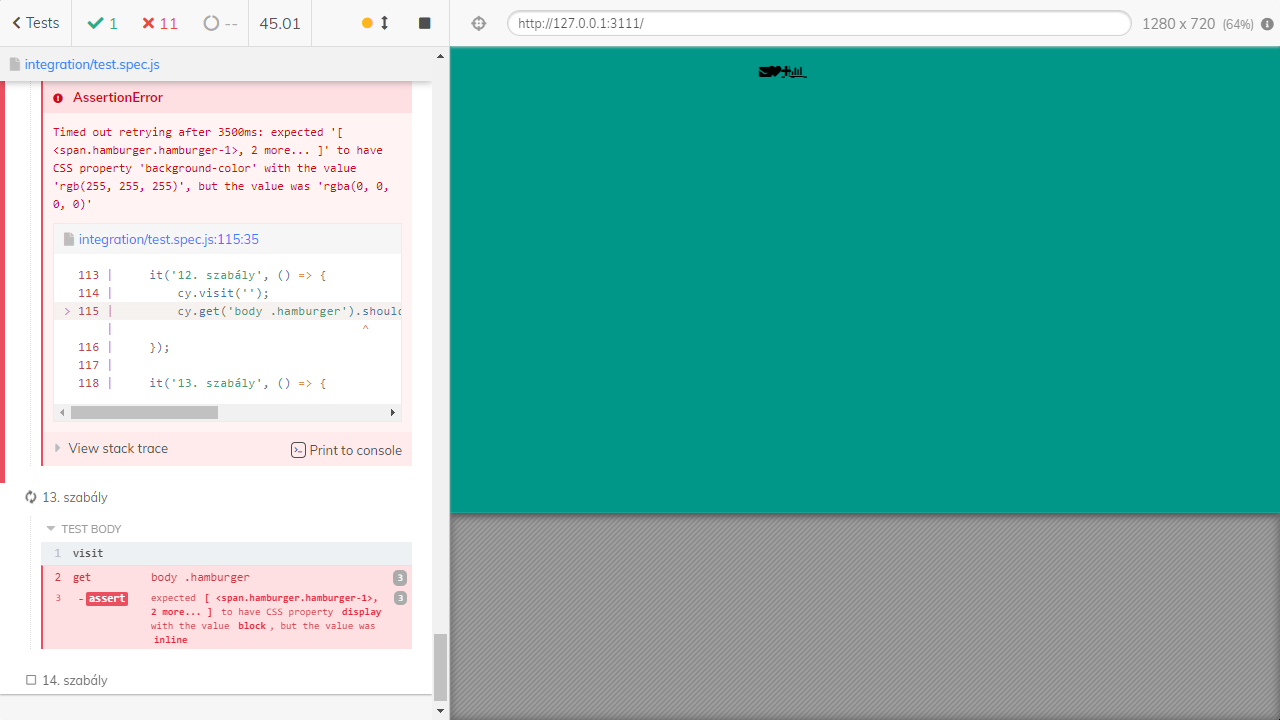 Tests
1
11
--
45.01
http://127.0.0.1:3111/
1280 x 720 (64%)
integration/test.spec.js
AssertionError
Timed out retrying after 3500ms: expected '[
<span.hamburger.hamburger-1>, 2 more... ]' to have
CSS property 'background-color' with the value
'rgb(255, 255, 255)', but the value was 'rgba(0, 0,
0, 0)'
integration/test.spec.js:115:35
113 |     it('12. szabály', () => {
114 |         cy.visit('');
> 115 |         cy.get('body .hamburger').should
|                                   ^
116 |     });
117 |
118 |     it('13. szabály', () => {
View stack trace
Print to console
13. szabály
TEST BODY
1 visit
2 get body .hamburger 3
3 -assert expected [ <span.hamburger.hamburger-1>, 3
2 more... ] to have CSS property display
with the value block, but the value was
inline
14. szabály